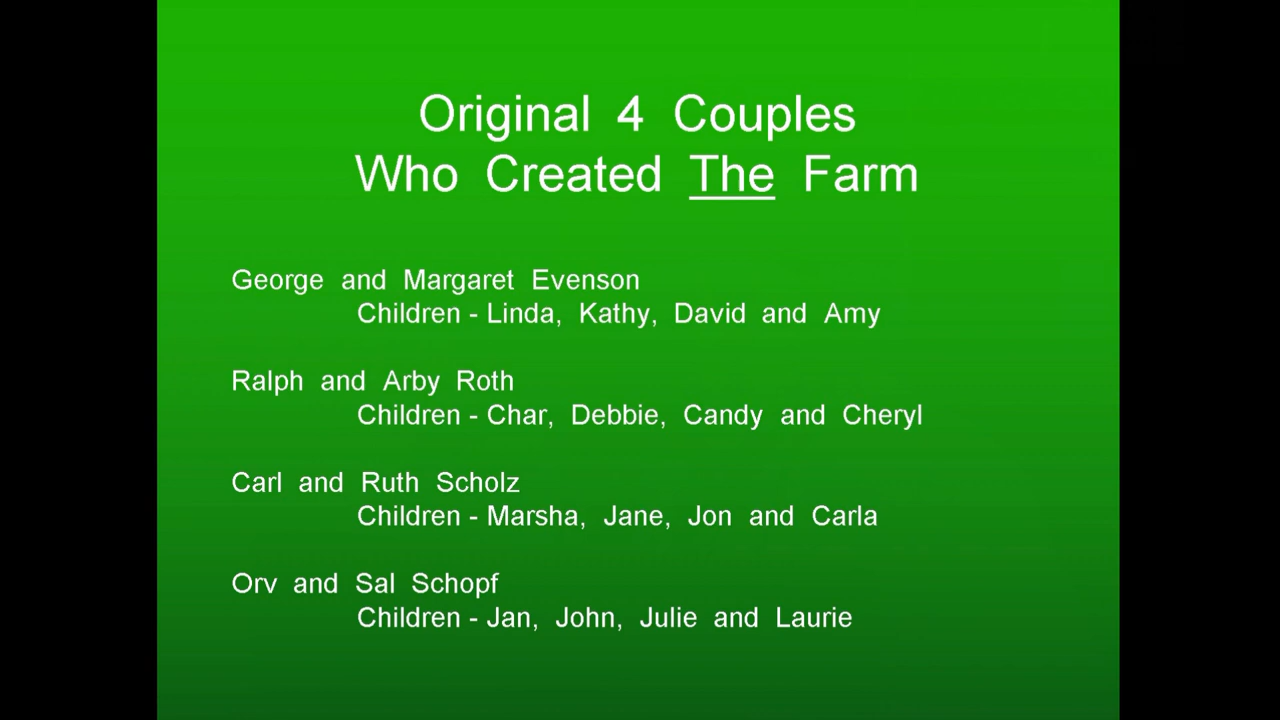 Original 4 Couples
Who Created The Farm
George and Margaret Evenson
Children - Linda, Kathy, David and Amy
Ralph and Arby Roth
Children - Char, Debbie, Candy and Cheryl
Carl and Ruth Scholz
Children - Marsha, Jane, Jon and Carla
Orv and Sal Schopf
Children - Jan, John, Julie and Laurie